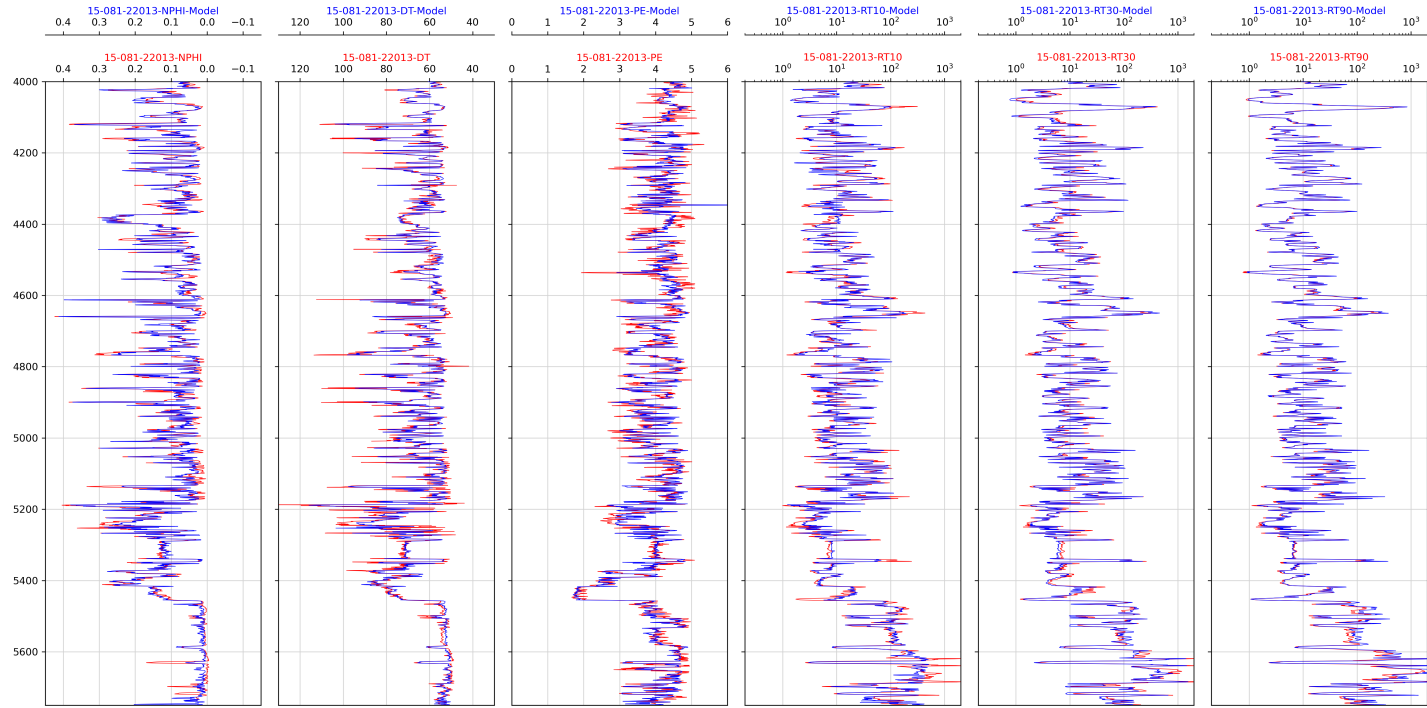 15-081-22013-NPHI-Model 15-081-22013-DT-Model 15-081-22013-PE-Model 15-081-22013-RT10-Model 15-081-22013-RT30-Model 15-081-22013-RT90-Model
0.4 0.3 0.2 0.1 0.0 −0.1 120 100 80 60 40 0 1 2 3 4 5 6 10⁰ 10¹ 10² 10³ 10⁰ 10¹ 10² 10³ 10⁰ 10¹ 10² 10³
15-081-22013-NPHI 15-081-22013-DT 15-081-22013-PE 15-081-22013-RT10 15-081-22013-RT30 15-081-22013-RT90
0.4 0.3 0.2 0.1 0.0 −0.1 120 100 80 60 40 0 1 2 3 4 5 6 10⁰ 10¹ 10² 10³ 10⁰ 10¹ 10² 10³ 10⁰ 10¹ 10² 10³
4000
4200
4400
4600
4800
5000
5200
5400
5600